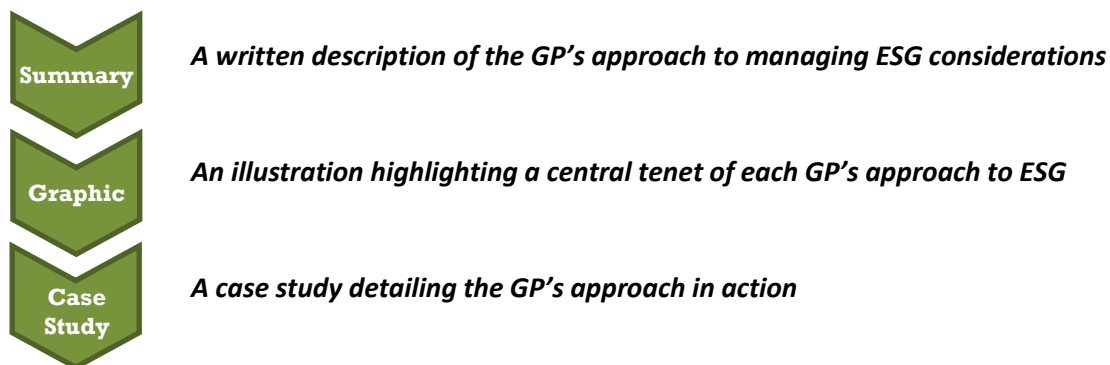 Summary
A written description of the GP’s approach to managing ESG considerations
Graphic
An illustration highlighting a central tenet of each GP’s approach to ESG
Case
Study
A case study detailing the GP’s approach in action